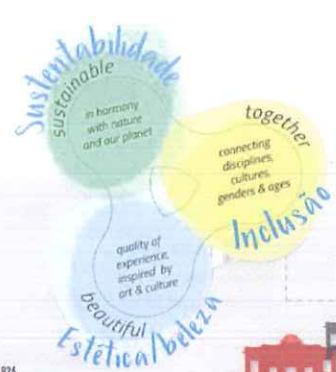 Sustentabilidade
sustainable
in harmony
with nature
and our planet
together
connecting
disciplines,
cultures,
genders & ages
Inclusão
quality of
experience,
inspired by
art & culture
beautiful
Estética/beleza